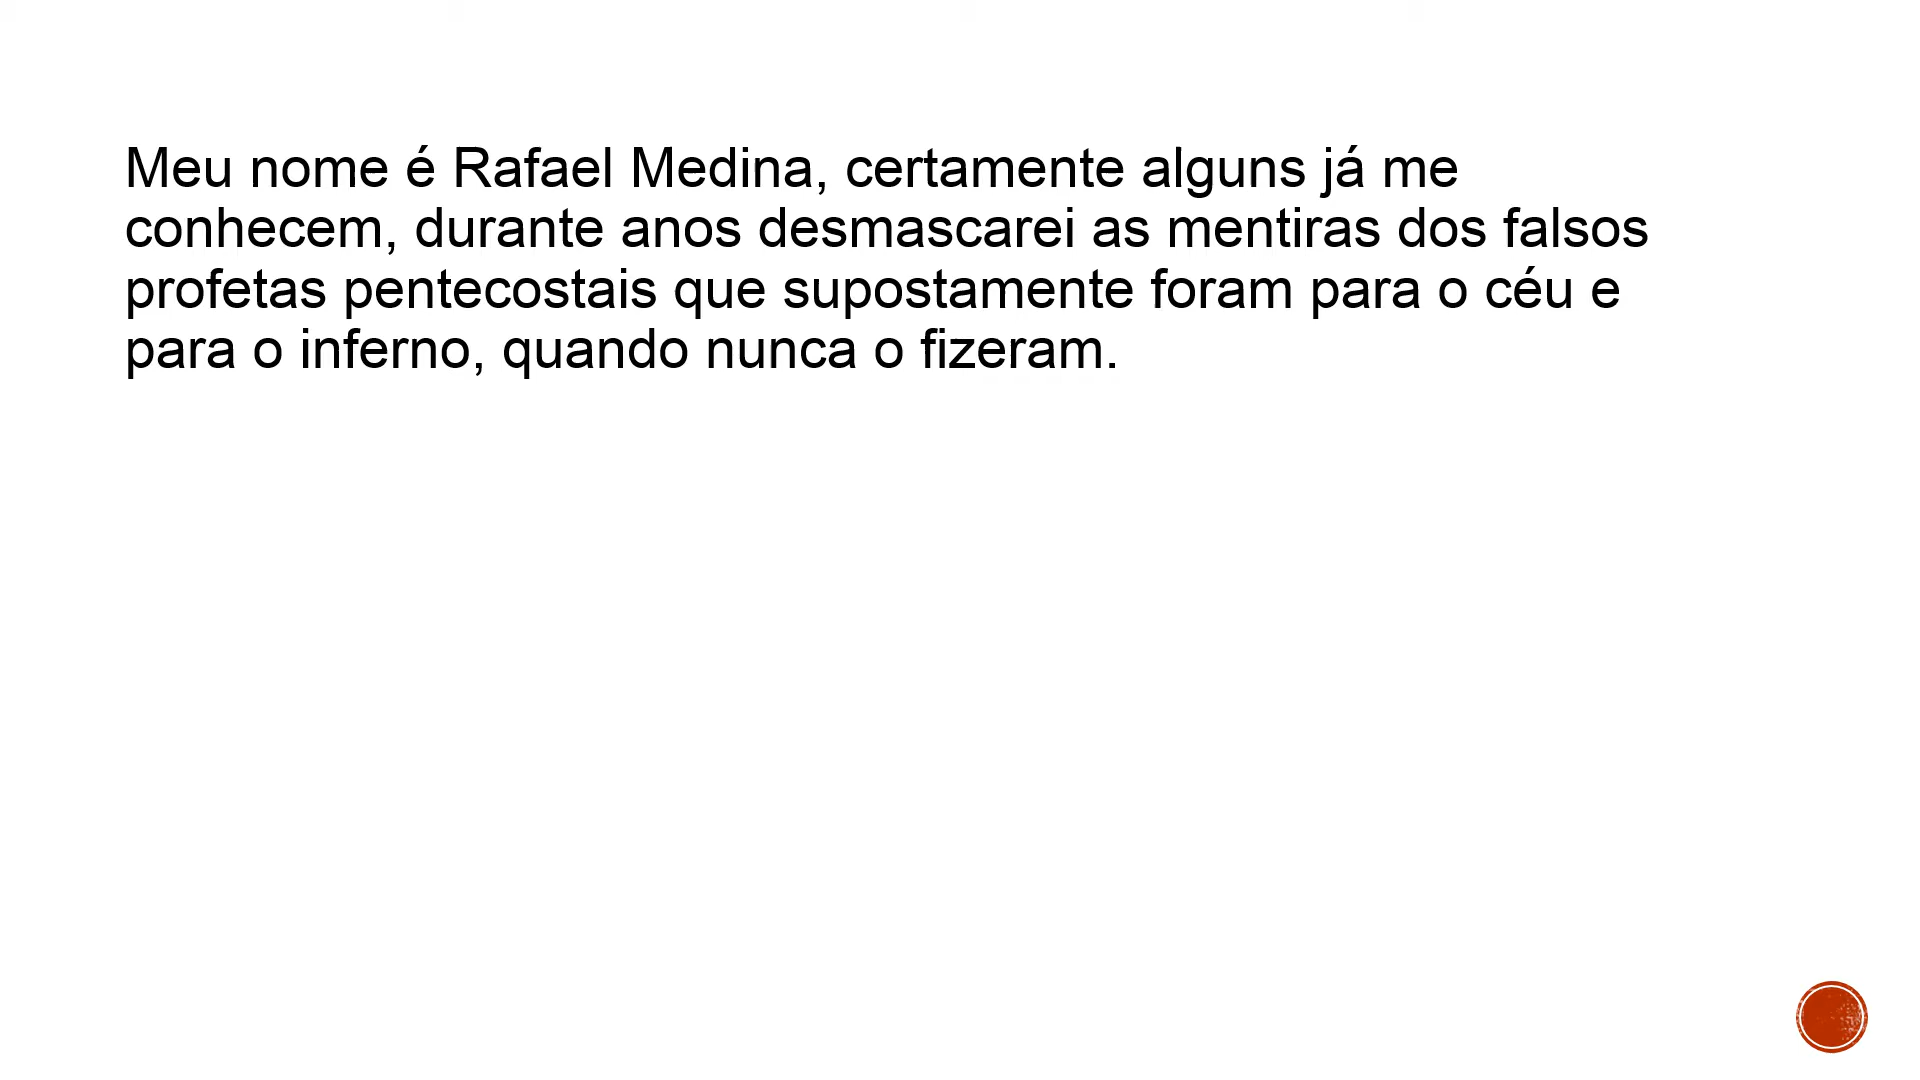 Meu nome é Rafael Medina, certamente alguns já me
conhecem, durante anos desmascarei as mentiras dos falsos
profetas pentecostais que supostamente foram para o céu e
para o inferno, quando nunca o fizeram.